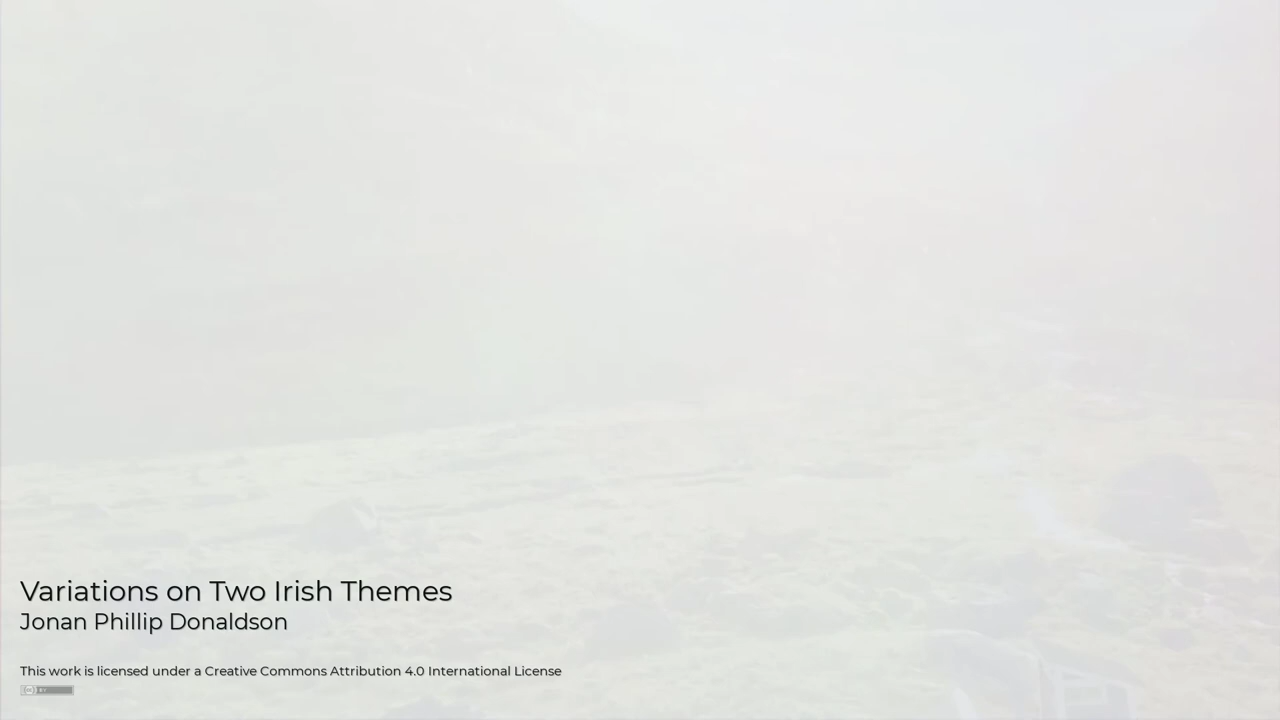 Variations on Two Irish Themes
Jonan Phillip Donaldson
This work is licensed under a Creative Commons Attribution 4.0 International License